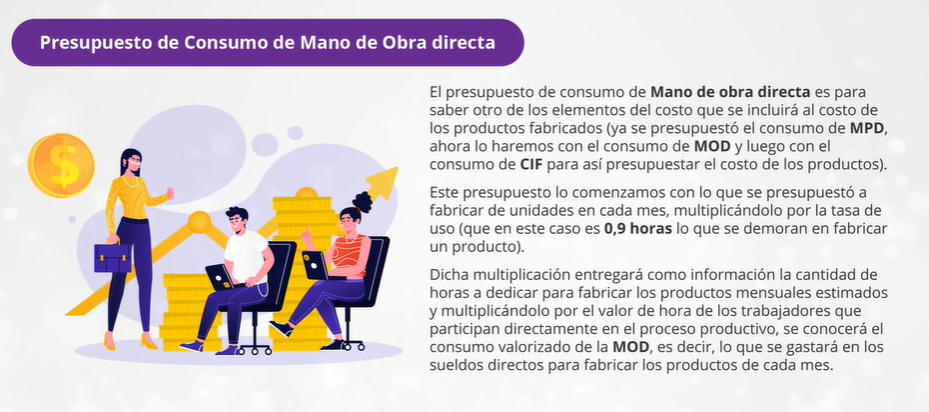 Presupuesto de Consumo de Mano de Obra directa
El presupuesto de consumo de Mano de obra directa es para
saber otro de los elementos del costo que se incluirá al costo de
los productos fabricados (ya se presupuestó el consumo de MPD,
ahora lo haremos con el consumo de MOD y luego con el
consumo de CIF para así presupuestar el costo de los productos).
Este presupuesto lo comenzamos con lo que se presupuestó a
fabricar de unidades en cada mes, multiplicándolo por la tasa de
uso (que en este caso es 0,9 horas lo que se demoran en fabricar
un producto).
Dicha multiplicación entregará como información la cantidad de
horas a dedicar para fabricar los productos mensuales estimados
y multiplicándolo por el valor de hora de los trabajadores que
participan directamente en el proceso productivo, se conocerá el
consumo valorizado de la MOD, es decir, lo que se gastará en los
sueldos directos para fabricar los productos de cada mes.